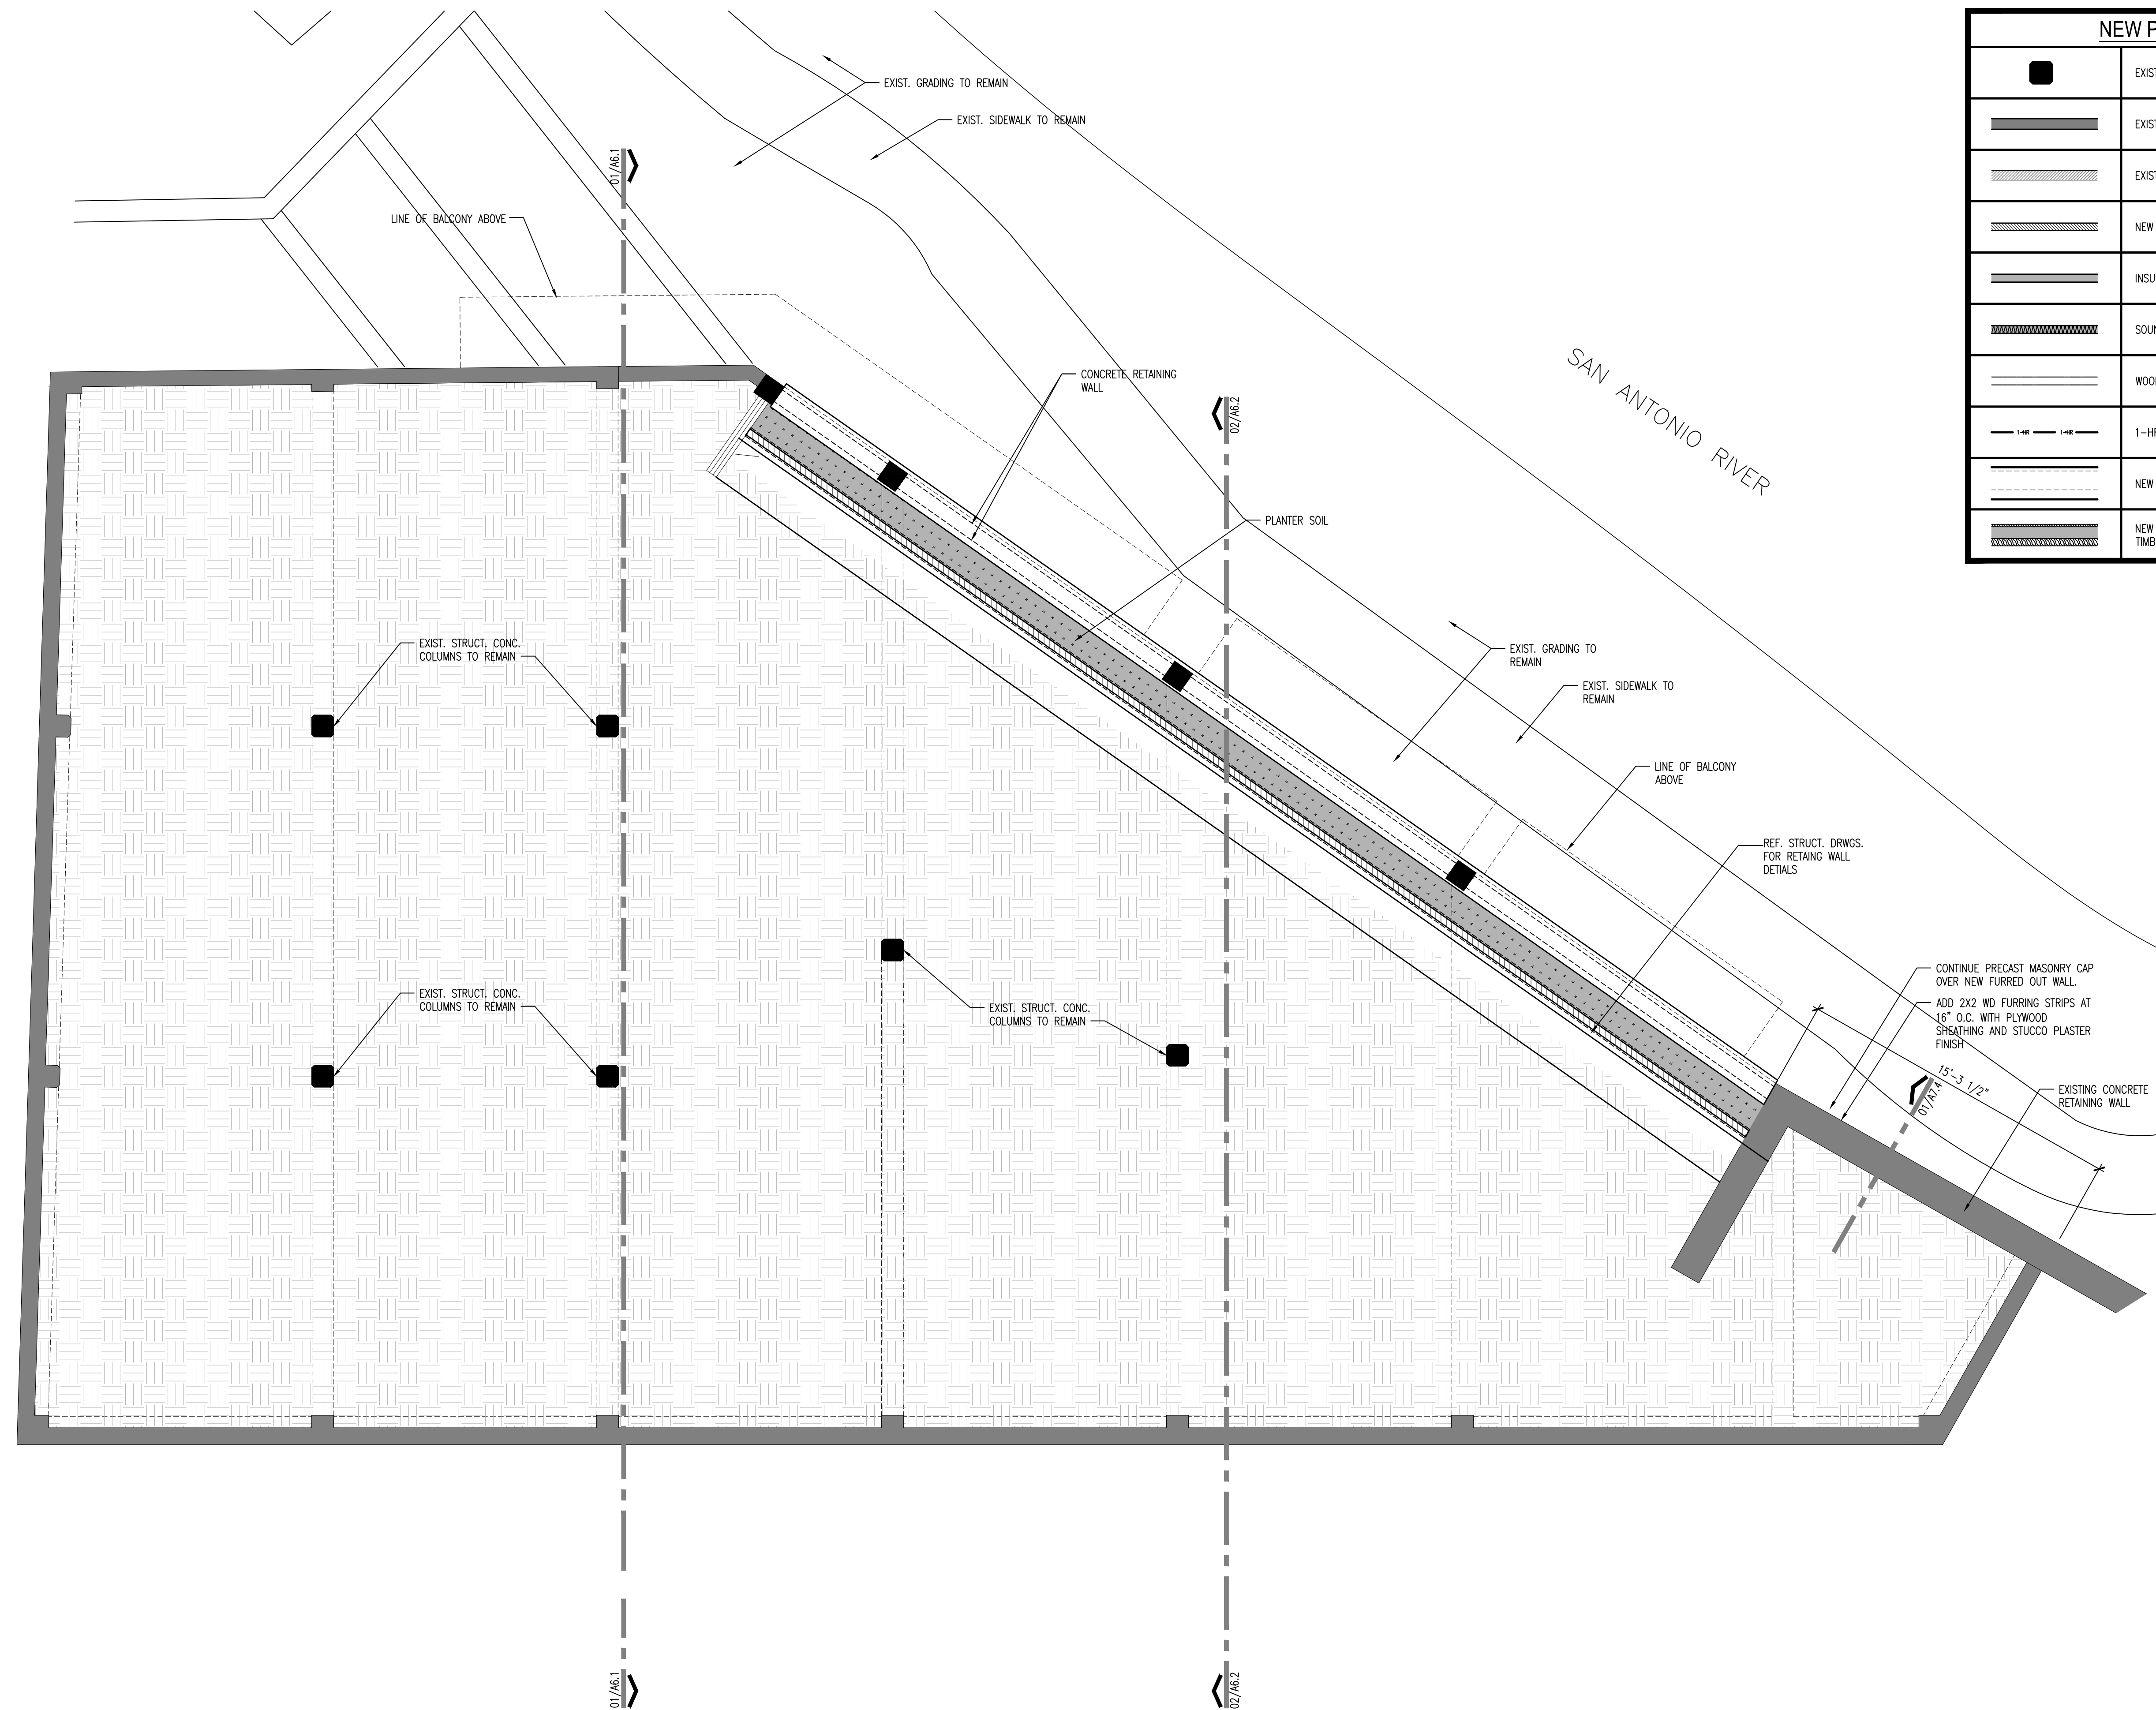 NEW P
EXIST
EXIST
EXIST
NEW
INSU
SOUN
WOOD
1-HR 1-HR
1-HR
NEW
NEW
TIMB
EXIST. GRADING TO REMAIN
EXIST. SIDEWALK TO REMAIN
01/A6.1
LINE OF BALCONY ABOVE
CONCRETE RETAINING
WALL
SAN ANTONIO RIVER
02/A6.2
PLANTER SOIL
EXIST. STRUCT. CONC.
COLUMNS TO REMAIN
EXIST. GRADING TO
REMAIN
EXIST. SIDEWALK TO
REMAIN
LINE OF BALCONY
ABOVE
REF. STRUCT. DRWGS.
FOR RETAING WALL
DETIALS
CONTINUE PRECAST MASONRY CAP
OVER NEW FURRED OUT WALL.
ADD 2X2 WD FURRING STRIPS AT
16" O.C. WITH PLYWOOD
SHEATHING AND STUCCO PLASTER
FINISH
EXIST. STRUCT. CONC.
COLUMNS TO REMAIN
EXIST. STRUCT. CONC.
COLUMNS TO REMAIN
15'-3 1/2"
01/A7.4
EXISTING CONCRETE
RETAINING WALL
01/A6.1
02/A6.2